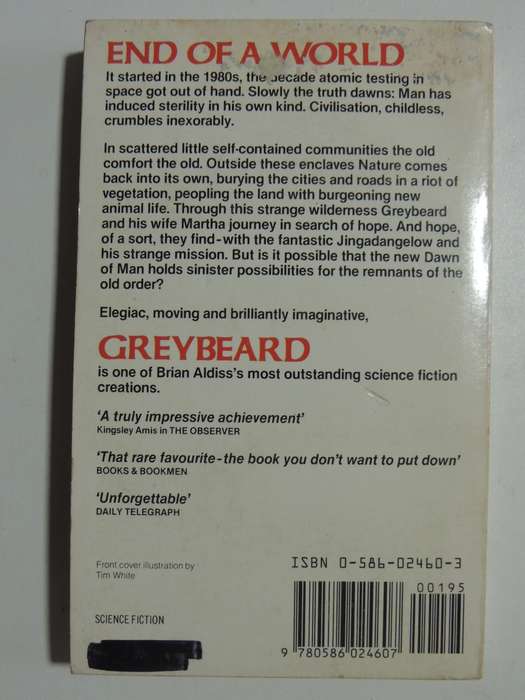 END OF A WORLD
It started in the 1980s, the decade atomic testing in
space got out of hand. Slowly the truth dawns: Man has
induced sterility in his own kind. Civilisation, childless,
crumbles inexorably.
In scattered little self-contained communities the old
comfort the old. Outside these enclaves Nature comes
back into its own, burying the cities and roads in a riot of
vegetation, peopling the land with burgeoning new
animal life. Through this strange wilderness Greybeard
and his wife Martha journey in search of hope. And hope,
of a sort, they find-with the fantastic Jingadangelow and
his strange mission. But is it possible that the new Dawn
of Man holds sinister possibilities for the remnants of the
old order?
Elegiac, moving and brilliantly imaginative,
GREYBEARD
is one of Brian Aldiss's most outstanding science fiction
creations.
'A truly impressive achievement'
Kingsley Amis in THE OBSERVER
'That rare favourite-the book you don't want to put down'
BOOKS & BOOKMEN
'Unforgettable'
DAILY TELEGRAPH
Front cover illustration by
Tim White
ISBN 0-586-02460-3
00195
SCIENCE FICTION
9 780586 024607